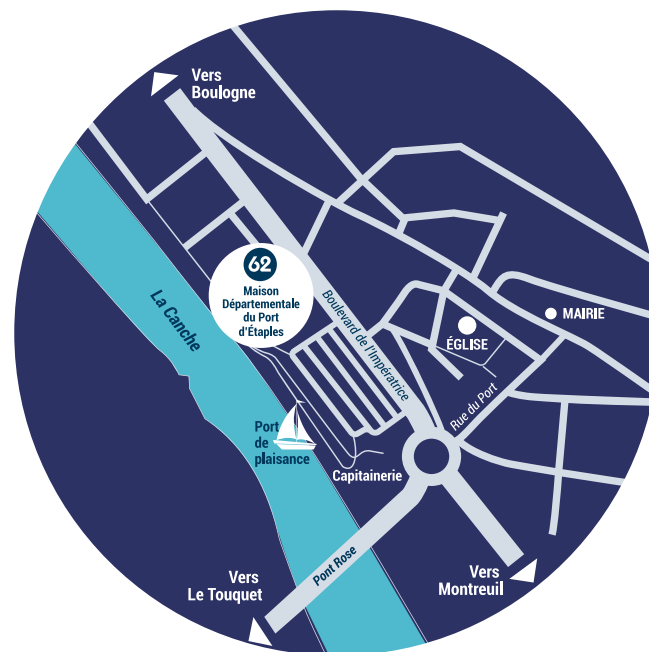 Vers
Boulogne
62
Maison
Départementale
du Port
d'Étaples
La Canche
Boulevard de l'Impératrice
MAIRIE
ÉGLISE
Rue du Port
Port
de
plaisance
Capitainerie
Pont Rose
Vers
Le Touquet
Vers
Montreuil